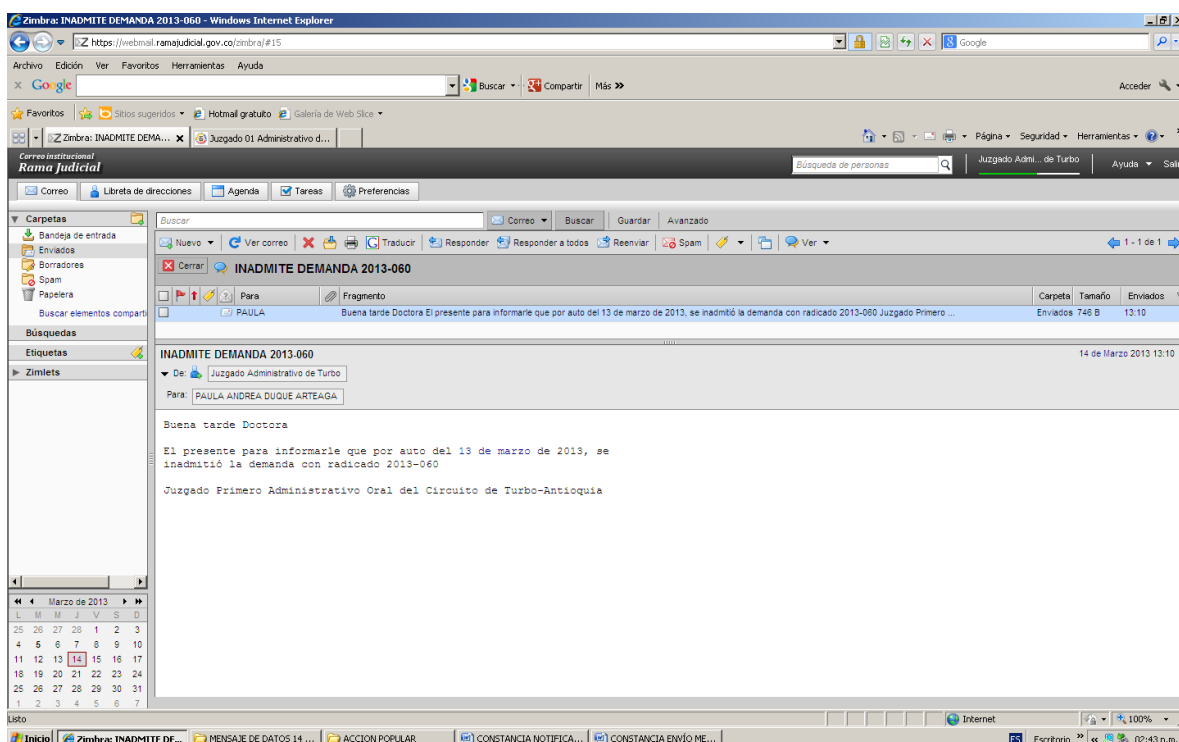 Zimbra: INADMITE DEMANDA 2013-060 - Windows Internet Explorer
https://webmail.ramajudicial.gov.co/zimbra/#15
Google
Archivo Edición Ver Favoritos Herramientas Ayuda
x Google Buscar Compartir Más >> Acceder
Favoritos Sitios sugeridos Hotmail gratuito Galería de Web Slice
Zimbra: INADMITE DEMA... x Juzgado 01 Administrativo d... Página Seguridad Herramientas
Correo institucional
Rama Judicial Búsqueda de personas Juzgado Admi... de Turbo Ayuda Sali
Correo Libreta de direcciones Agenda Tareas Preferencias
Carpetas
Bandeja de entrada
Enviados
Borradores
Spam
Papelera
Buscar elementos comparti
Búsquedas
Etiquetas
Zimlets
Buscar Correo Buscar Guardar Avanzado
Nuevo Ver correo Traducir Responder Responder a todos Reenviar Spam Ver 1 - 1 de 1
Cerrar INADMITE DEMANDA 2013-060
Para Fragmento Carpeta Tamaño Enviados
PAULA Buena tarde Doctora El presente para informarle que por auto del 13 de marzo de 2013, se inadmitió la demanda con radicado 2013-060 Juzgado Primero ... Enviados 746 B 13:10
INADMITE DEMANDA 2013-060 14 de Marzo 2013 13:10
De: Juzgado Administrativo de Turbo
Para: PAULA ANDREA DUQUE ARTEAGA
Buena tarde Doctora
El presente para informarle que por auto del 13 de marzo de 2013, se
inadmitió la demanda con radicado 2013-060
Juzgado Primero Administrativo Oral del Circuito de Turbo-Antioquia
Marzo de 2013
L M M J V S D
25 26 27 28 1 2 3
4 5 6 7 8 9 10
11 12 13 14 15 16 17
18 19 20 21 22 23 24
25 26 27 28 29 30 31
1 2 3 4 5 6 7
Listo Internet 100%
Inicio Zimbra: INADMITE DE... MENSAJE DE DATOS 14 ... ACCION POPULAR CONSTANCIA NOTIFICA... CONSTANCIA ENVÍO ME... ES Escritorio >> « 02:43 p.m.